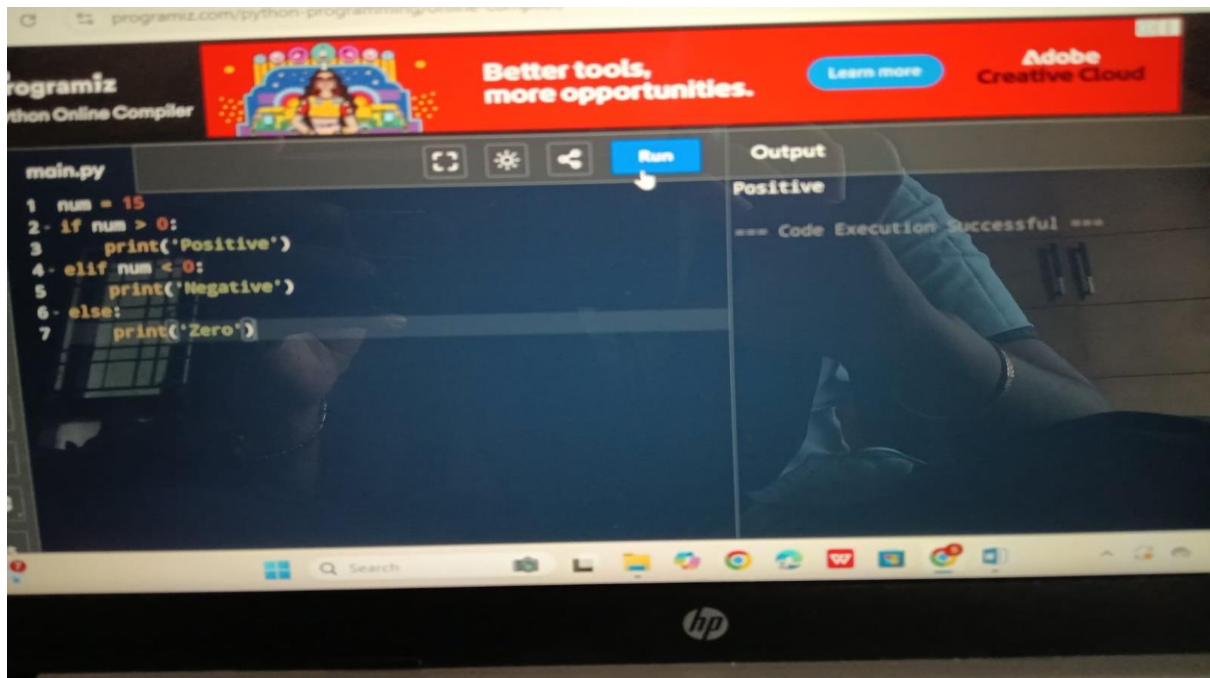 programiz.com/python-programming/online-compiler
rogramiz
thon Online Compiler
Better tools,
more opportunities.
Learn more
Adobe
Creative Cloud
main.py
Run
Output
1 num = 15
2 - if num > 0:
3 print('Positive')
4 - elif num < 0:
5 print('Negative')
6 - else:
7 print('Zero')
Positive
=== Code Execution Successful ===
Search
hp